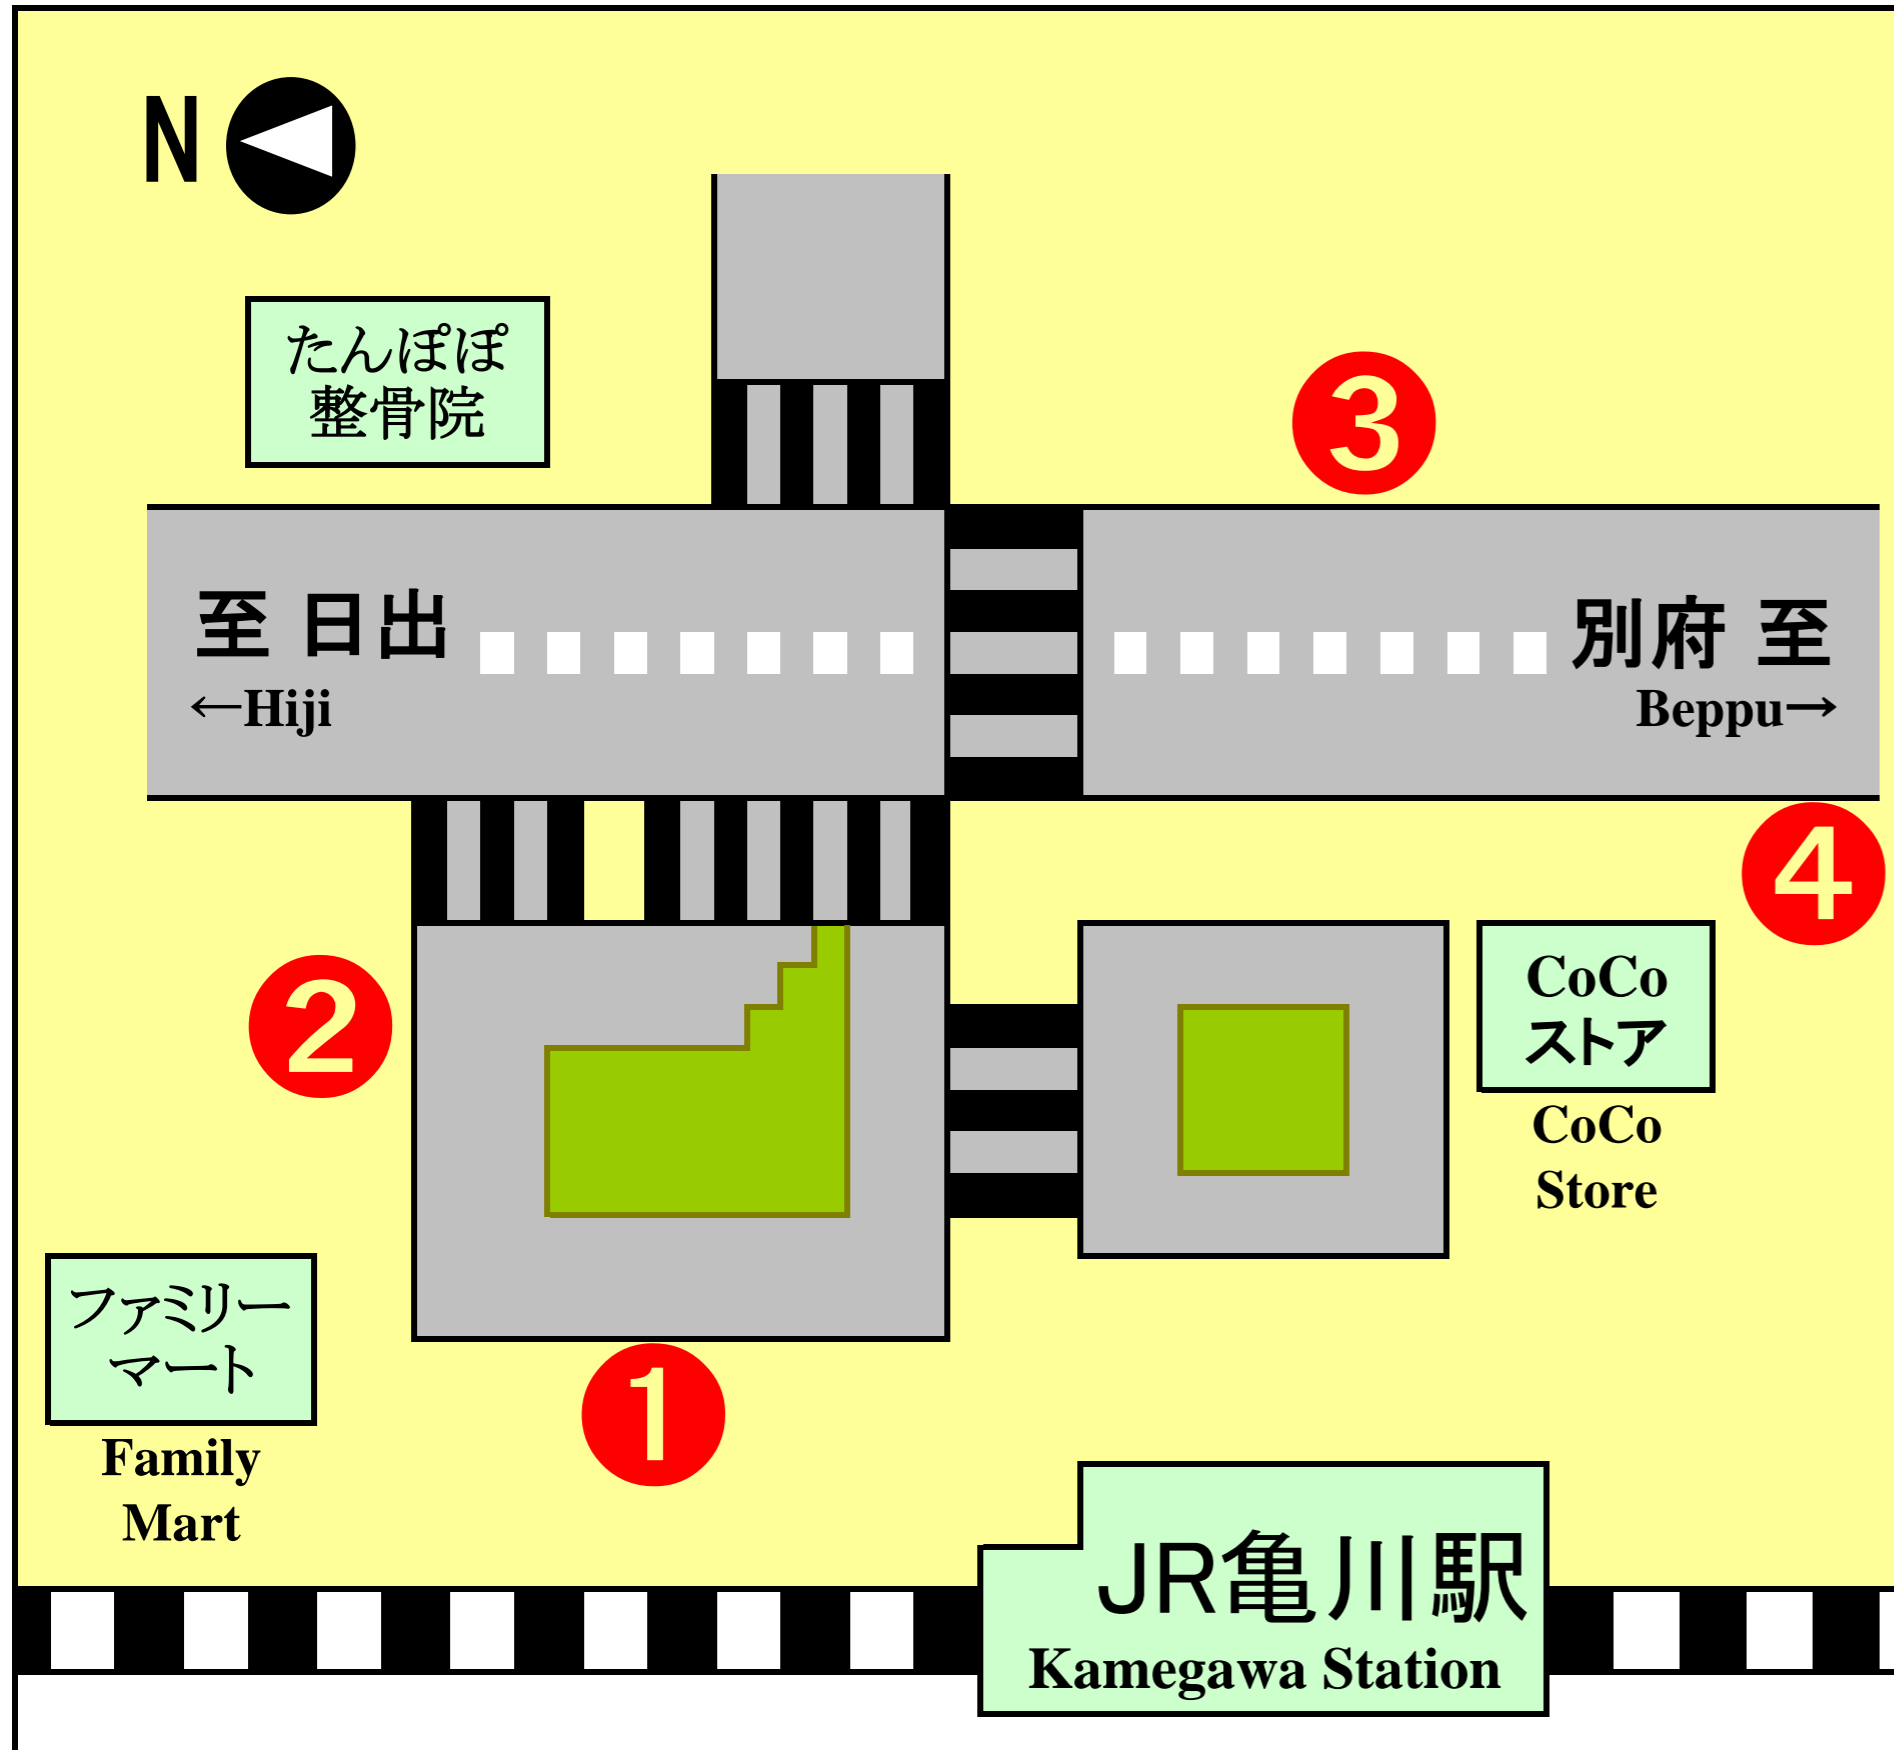 N
たんぽぽ
整骨院
3
至 日出
←Hiji
別府 至
Beppu→
4
2
CoCo
ストア
CoCo
Store
ファミリー
マート
Family
Mart
1
JR亀川駅
Kamegawa Station